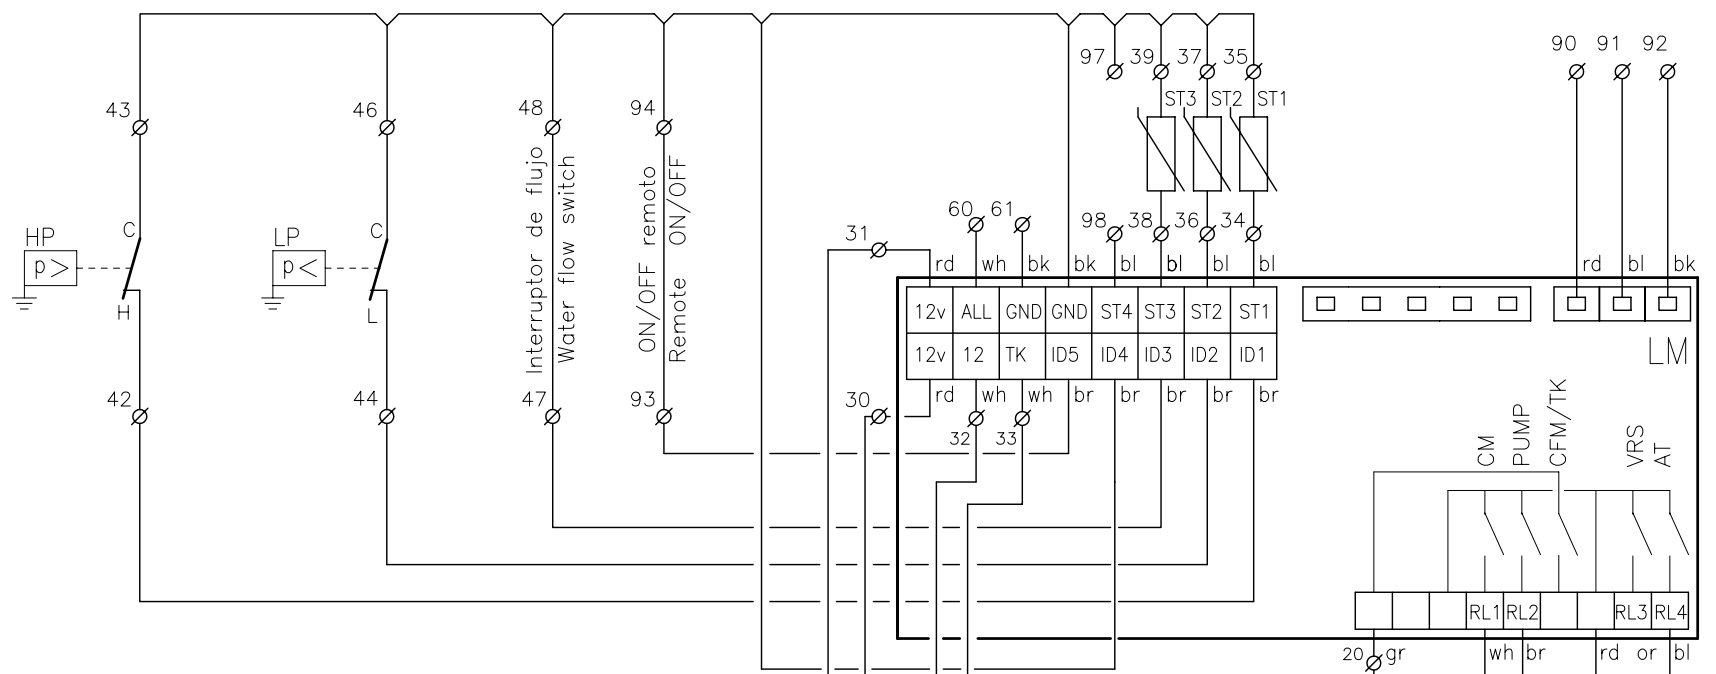 90 91 92
97 39 37 35
43 46 48 94
ST3 ST2 ST1
Interruptor de flujo
Water flow switch
ON/OFF remoto
Remote ON/OFF
60 61 98 38 36 34
31
C C
HP LP
p> p<
H L
rd wh bk bk bl bl bl bl
rd bl bk
12v ALL GND GND ST4 ST3 ST2 ST1
12v 12 TK ID5 ID4 ID3 ID2 ID1
LM
rd wh wh br br br br br
42 44 47 93 30
32 33
CM PUMP CFM/TK VRS AT
RL1 RL2 RL3 RL4
20 gr wh br rd or bl